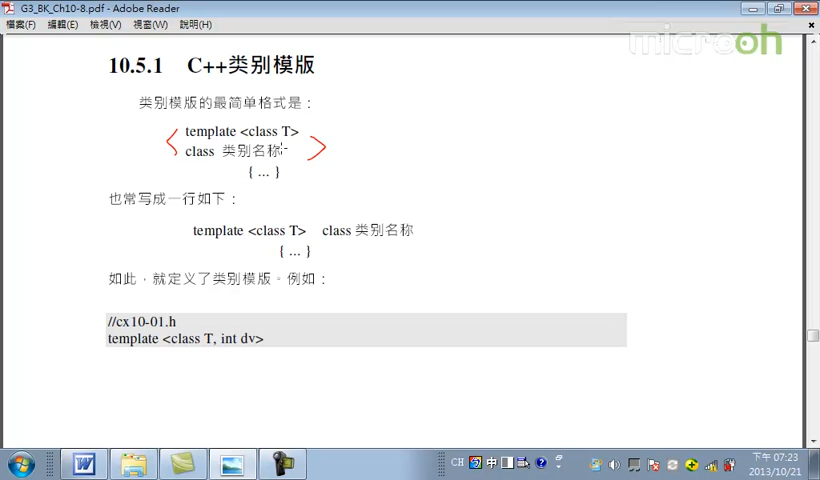 G3_BK_Ch10-8.pdf - Adobe Reader
檔案(F) 編輯(E) 檢視(V) 視窗(W) 說明(H)
microoh
10.5.1 C++类别模版
类别模版的最简单格式是：
template <class T>
class 类别名称
{ ... }
也常写成一行如下：
template <class T> class 类别名称
{ ... }
如此，就定义了类别模版。例如：
//cx10-01.h
template <class T, int dv>
CH 中
下午 07:23
2013/10/21